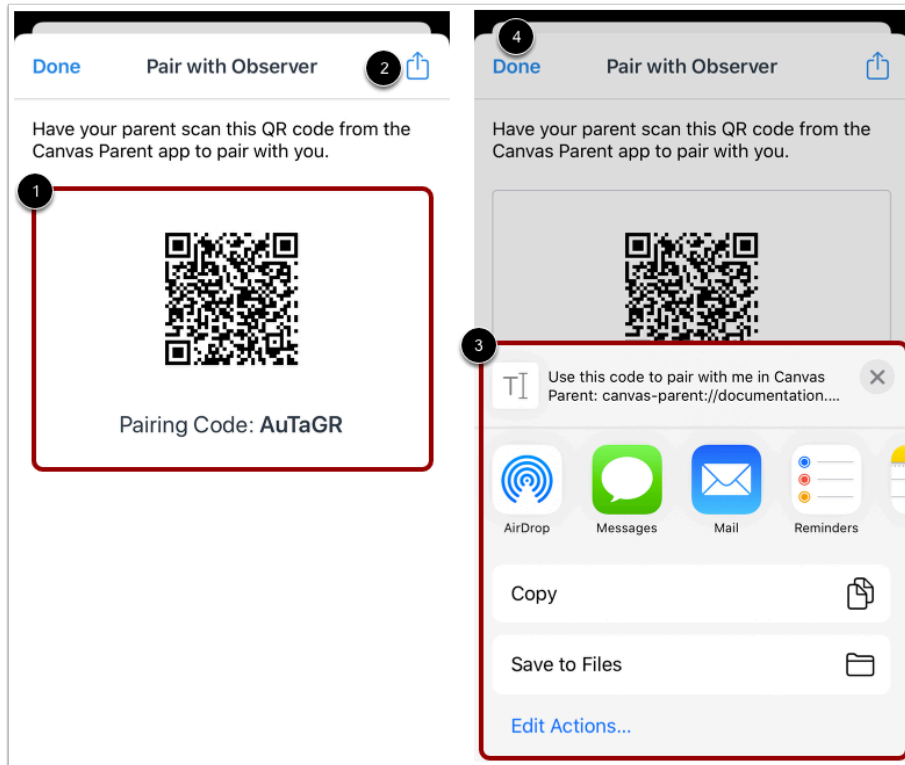 Done Pair with Observer 2
Have your parent scan this QR code from the
Canvas Parent app to pair with you.
1
Pairing Code: AuTaGR
4
Done Pair with Observer
Have your parent scan this QR code from the
Canvas Parent app to pair with you.
3
TI Use this code to pair with me in Canvas
Parent: canvas-parent://documentation....
AirDrop Messages Mail Reminders
Copy
Save to Files
Edit Actions...